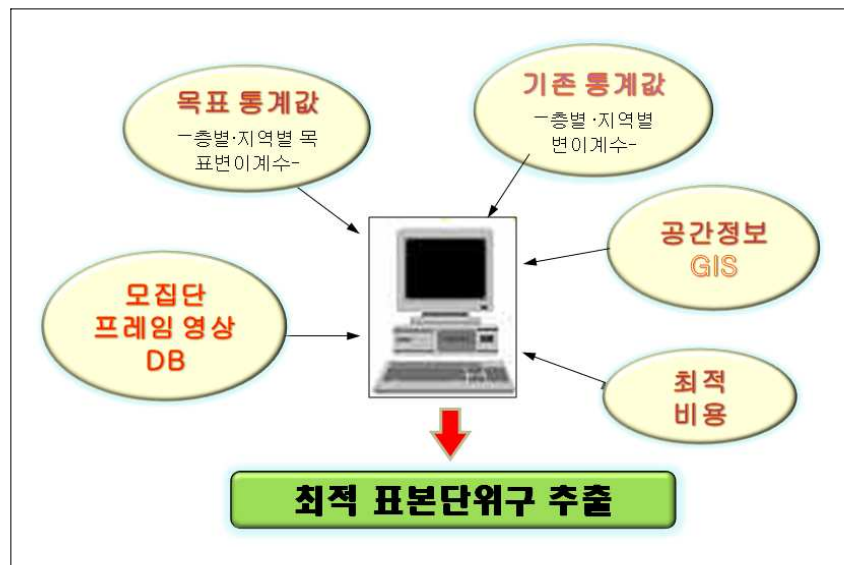 목표 통계값
-층별·지역별 목
표변이계수-
기존 통계값
-층별·지역별
변이계수-
공간정보
GIS
모집단
프레임 영상
DB
최적
비용
최적 표본단위구 추출